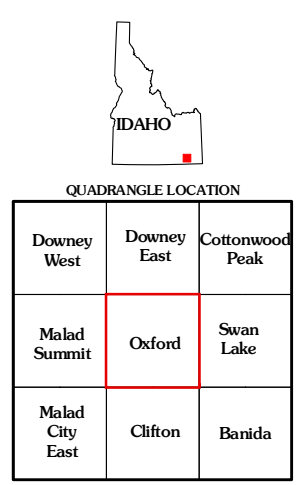 IDAHO
QUADRANGLE LOCATION
Downey
West
Downey
East
Cottonwood
Peak
Malad
Summit
Oxford
Swan
Lake
Malad
City
East
Clifton
Banida